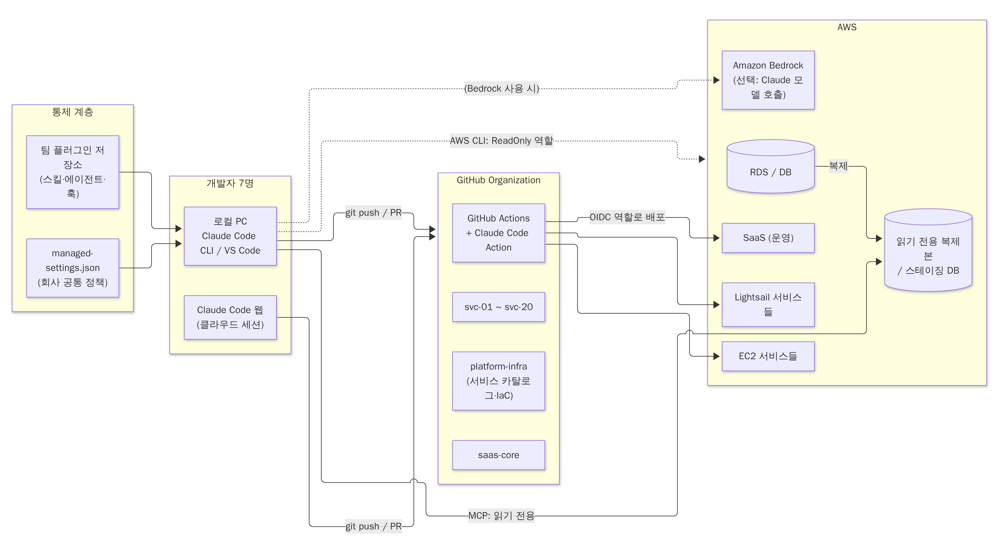 통제 계층
팀 플러그인 저
장소
(스킬·에이전트·
훅)
managed-
settings.json
(회사 공통 정책)
개발자 7명
로컬 PC
Claude Code
CLI / VS Code
Claude Code 웹
(클라우드 세션)
(Bedrock 사용 시)
AWS CLI: ReadOnly 역할
git push / PR
git push / PR
MCP: 읽기 전용
GitHub Organization
GitHub Actions
+ Claude Code
Action
svc-01 ~ svc-20
platform-infra
(서비스 카탈로
그·IaC)
saas-core
OIDC 역할로 배포
AWS
Amazon Bedrock
(선택: Claude 모
델 호출)
RDS / DB
복제
SaaS (운영)
Lightsail 서비스
들
EC2 서비스들
읽기 전용 복제
본
/ 스테이징 DB